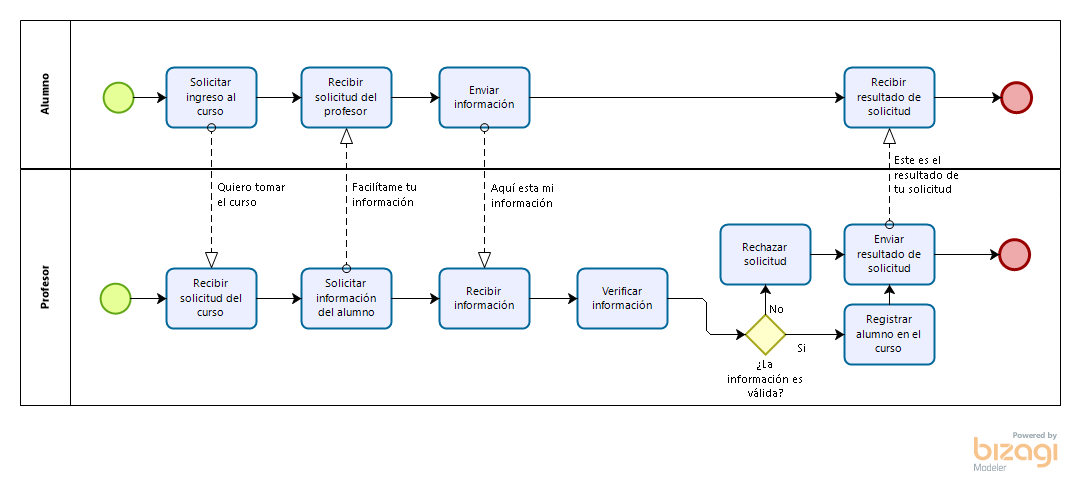 Alumno
Solicitar
ingreso al
curso
Recibir
solicitud del
profesor
Enviar
información
Recibir
resultado de
solicitud
Quiero tomar
el curso
Facilítame tu
información
Aquí esta mi
información
Este es el
resultado de
tu solicitud
Profesor
Recibir
solicitud del
curso
Solicitar
información
del alumno
Recibir
información
Verificar
información
Rechazar
solicitud
Enviar
resultado de
solicitud
No
Si
Registrar
alumno en el
curso
¿La
información es
válida?
Powered by
bizagi
Modeler